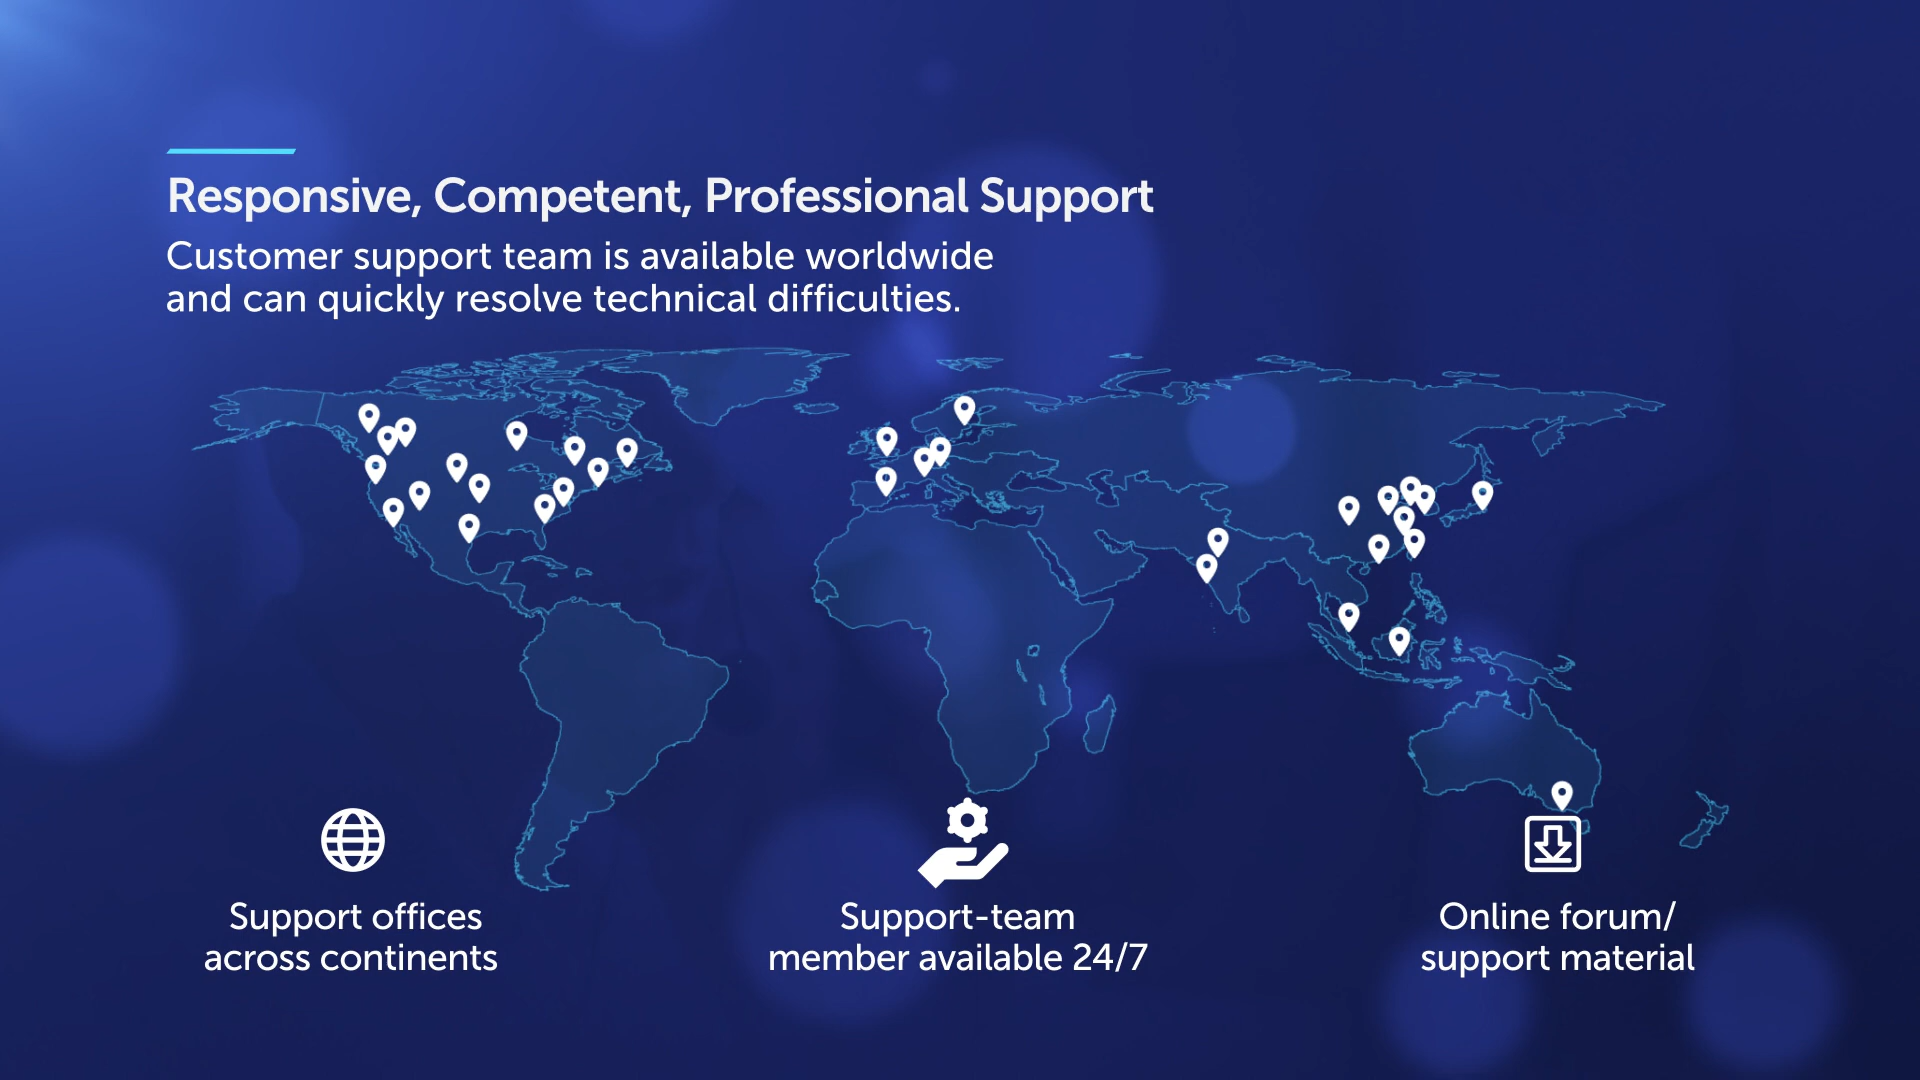 Responsive, Competent, Professional Support
Customer support team is available worldwide
and can quickly resolve technical difficulties.
Support offices
across continents
Support-team
member available 24/7
Online forum/
support material